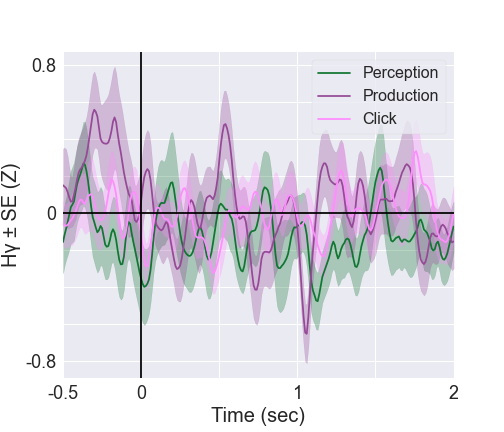 Hγ ± SE (Z)
0.8
0
-0.8
Perception
Production
Click
-0.5
0
1
2
Time (sec)